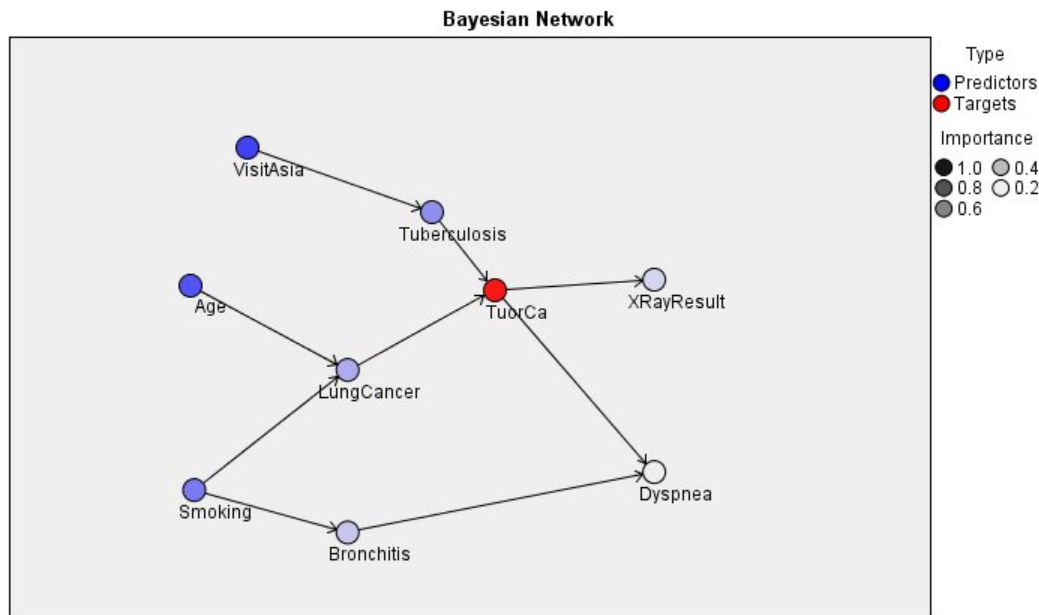 Bayesian Network
Type
Predictors
Targets
Importance
1.0 0.4
0.8 0.2
0.6
VisitAsia
Tuberculosis
Age
TuorCa
XRayResult
LungCancer
Smoking
Dyspnea
Bronchitis